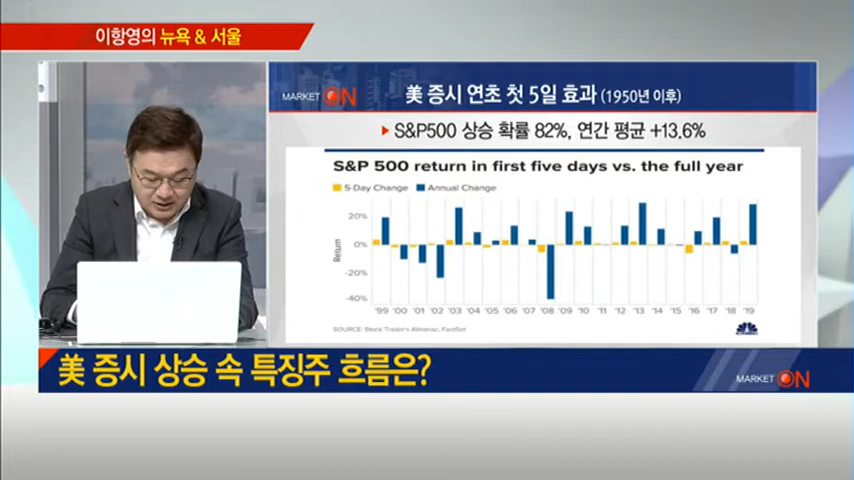 이항영의 뉴욕 & 서울
MARKET ON
美 증시 연초 첫 5일 효과 (1950년 이후)
▶ S&P500 상승 확률 82%, 연간 평균 +13.6%
S&P 500 return in first five days vs. the full year
5-Day Change Annual Change
Return
20%
0%
-20%
-40%
'99 '00 '01 '02 '03 '04 '05 '06 '07 '08 '09 '10 '11 '12 '13 '14 '15 '16 '17 '18 '19
SOURCE: Stock Trader's Almanac, FactSet
美 증시 상승 속 특징주 흐름은?
MARKET ON